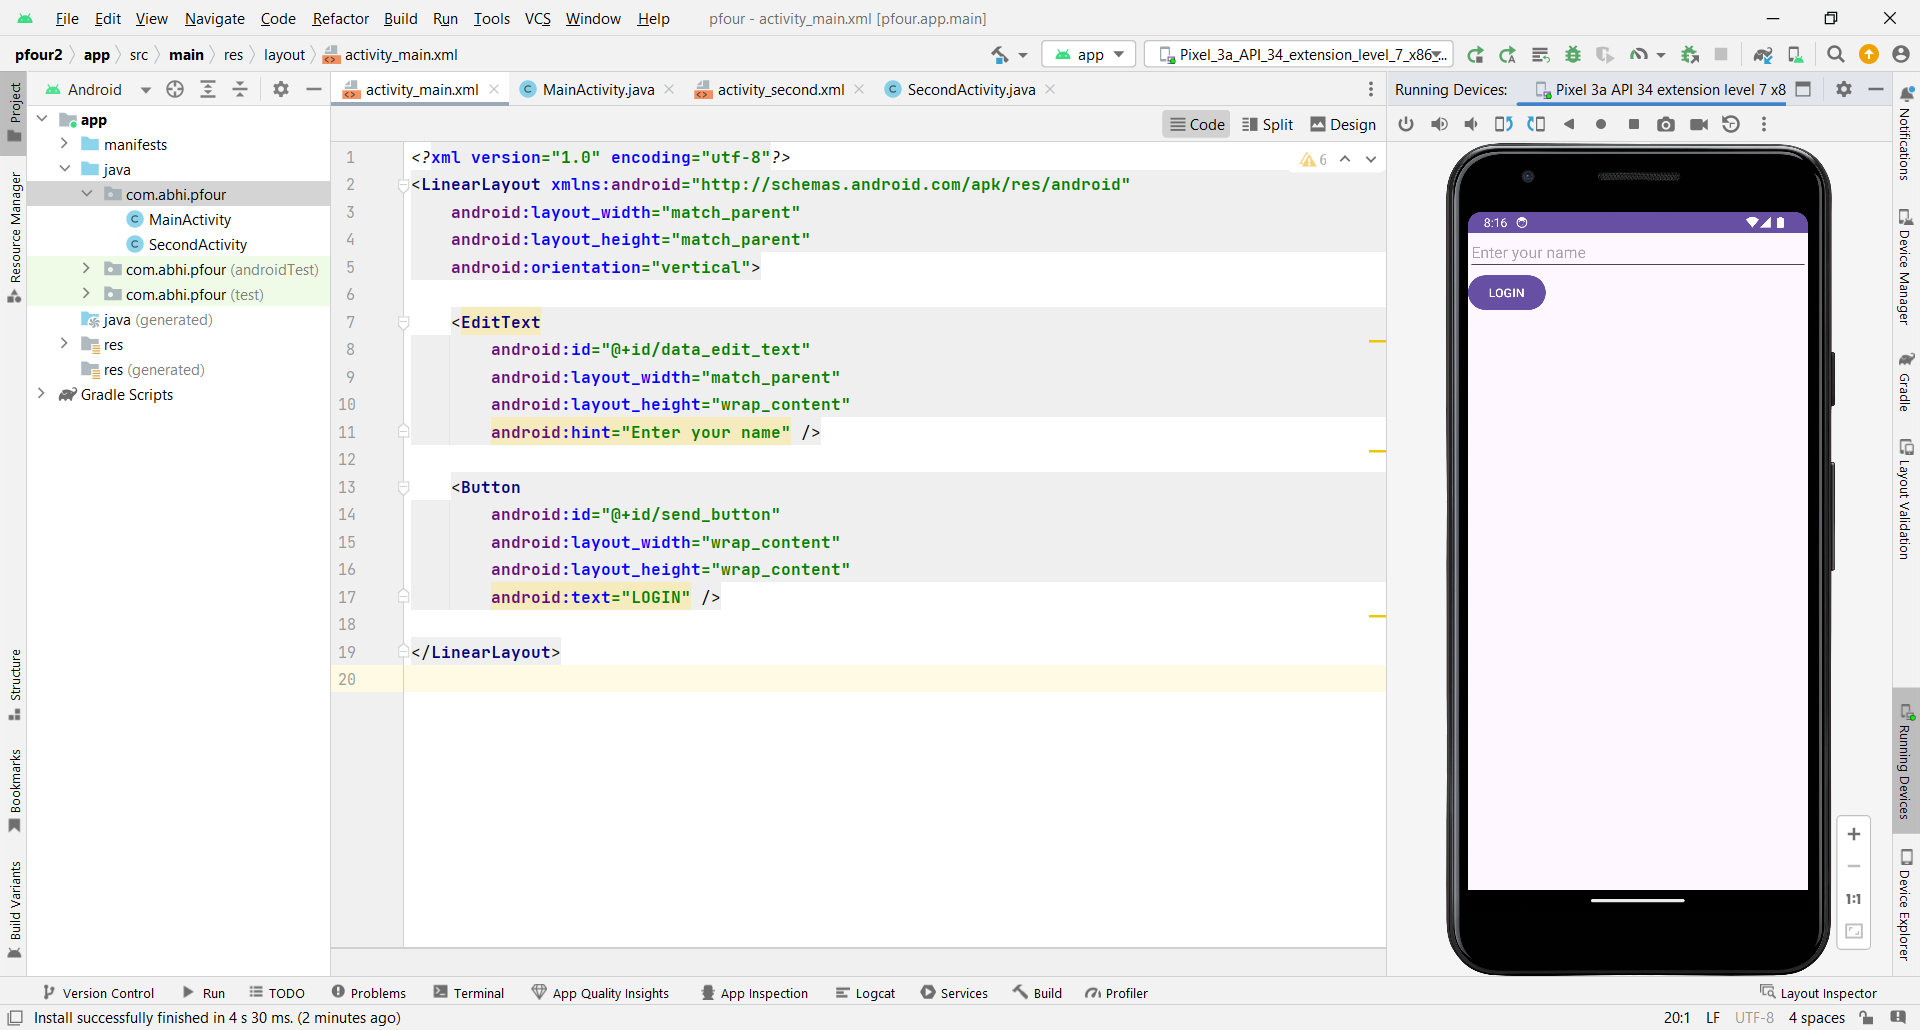 File Edit View Navigate Code Refactor Build Run Tools VCS Window Help pfour - activity_main.xml [pfour.app.main]
pfour2 app src main res layout activity_main.xml app Pixel_3a_API_34_extension_level_7_x86_...
Android activity_main.xml MainActivity.java activity_second.xml SecondActivity.java Running Devices: Pixel 3a API 34 extension level 7 x8
Code Split Design
Project
Resource Manager
Structure
Bookmarks
Build Variants
app
manifests
java
com.abhi.pfour
MainActivity
SecondActivity
com.abhi.pfour (androidTest)
com.abhi.pfour (test)
java (generated)
res
res (generated)
Gradle Scripts
6
1 <?xml version="1.0" encoding="utf-8"?>
2 <LinearLayout xmlns:android="http://schemas.android.com/apk/res/android"
3 android:layout_width="match_parent"
4 android:layout_height="match_parent"
5 android:orientation="vertical">
6
7 <EditText
8 android:id="@+id/data_edit_text"
9 android:layout_width="match_parent"
10 android:layout_height="wrap_content"
11 android:hint="Enter your name" />
12
13 <Button
14 android:id="@+id/send_button"
15 android:layout_width="wrap_content"
16 android:layout_height="wrap_content"
17 android:text="LOGIN" />
18
19 </LinearLayout>
20
8:16
Enter your name
LOGIN
1:1
Notifications
Device Manager
Gradle
Layout Validation
Running Devices
Device Explorer
Version Control Run TODO Problems Terminal App Quality Insights App Inspection Logcat Services Build Profiler Layout Inspector
Install successfully finished in 4 s 30 ms. (2 minutes ago) 20:1 LF UTF-8 4 spaces